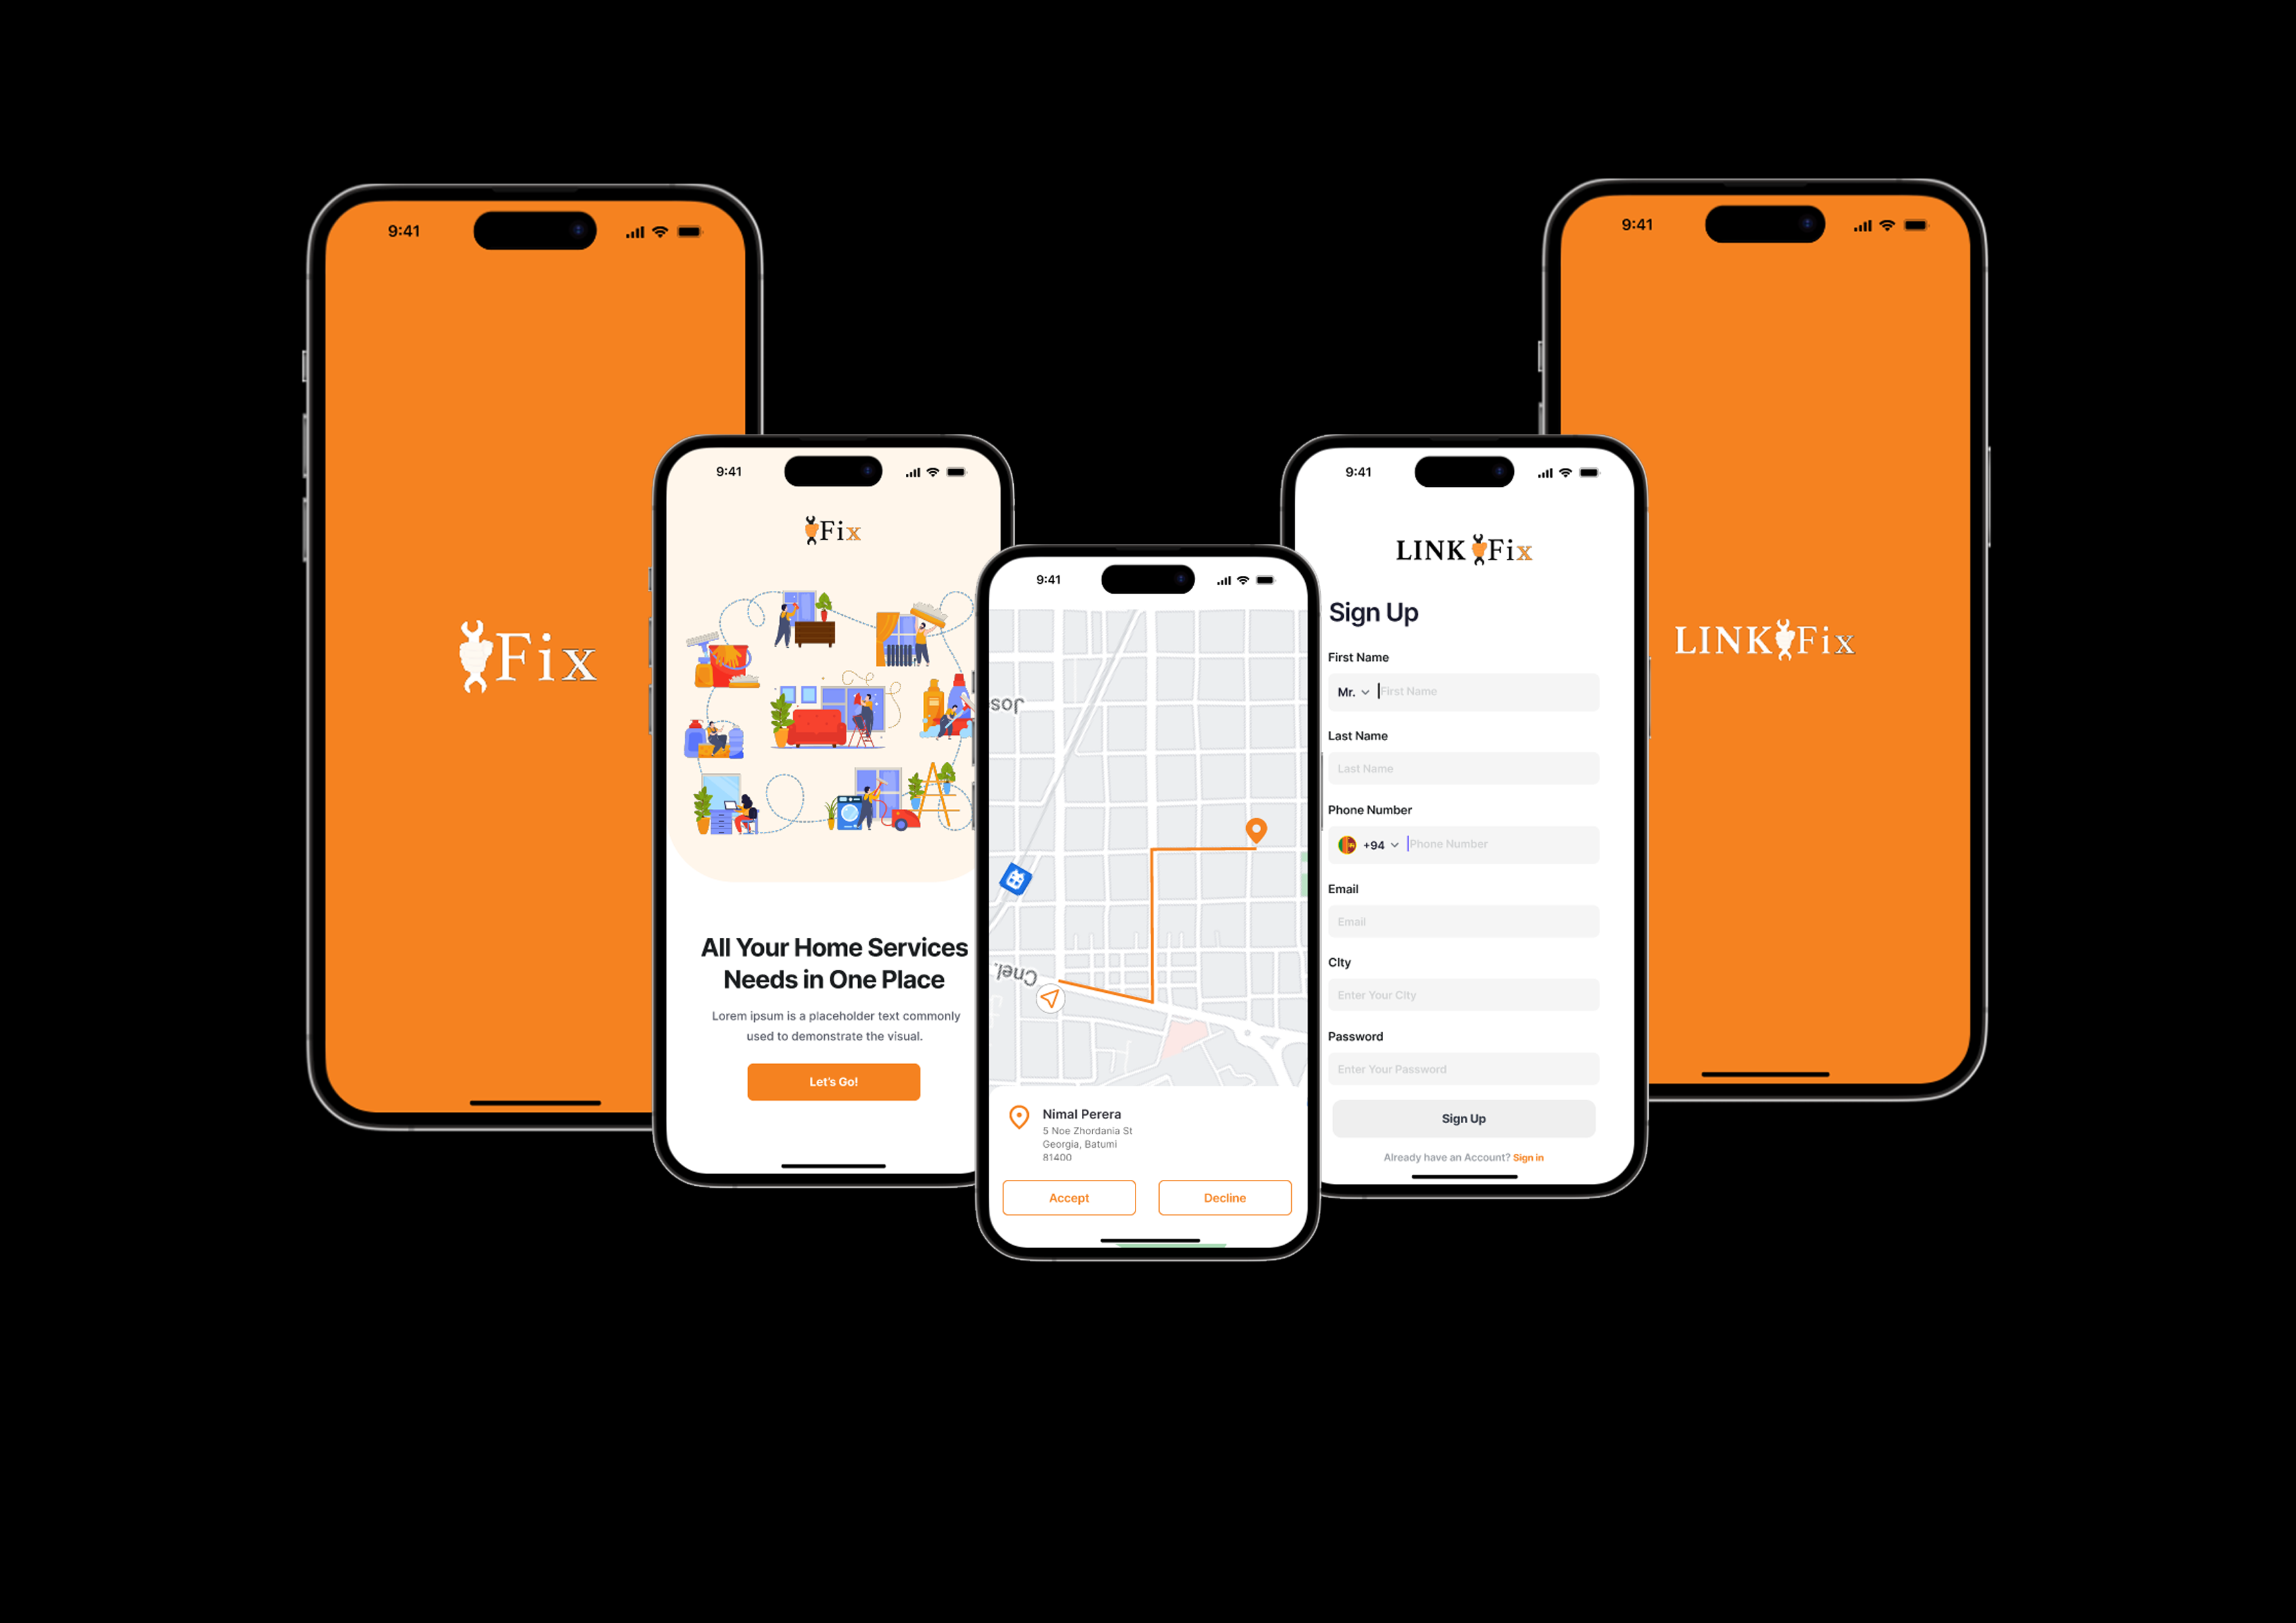 9:41
Fix
9:41
Fix
All Your Home Services
Needs in One Place
Lorem ipsum is a placeholder text commonly
used to demonstrate the visual.
Let's Go!
9:41
Jos
Cnel.
Nimal Perera
5 Noe Zhordania St
Georgia, Batumi
81400
Accept
Decline
9:41
LINK Fix
Sign Up
First Name
Mr. First Name
Last Name
Last Name
Phone Number
+94 Phone Number
Email
Email
CIty
Enter Your City
Password
Enter Your Password
Sign Up
Already have an Account? Sign in
9:41
LINK Fix